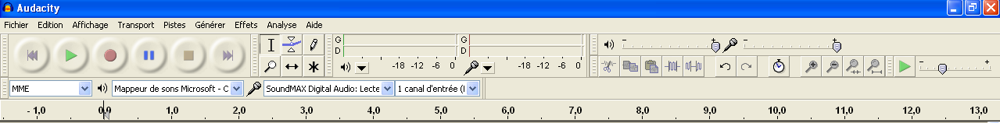 Audacity
Fichier Edition Affichage Transport Pistes Générer Effets Analyse Aide
G G
D D
-18 -12 -6 0 -18 -12 -6 0
- + - +
- +
MME Mappeur de sons Microsoft - C SoundMAX Digital Audio: Lecte 1 canal d'entrée (I
- 1,0 0,0 1,0 2,0 3,0 4,0 5,0 6,0 7,0 8,0 9,0 10,0 11,0 12,0 13,0